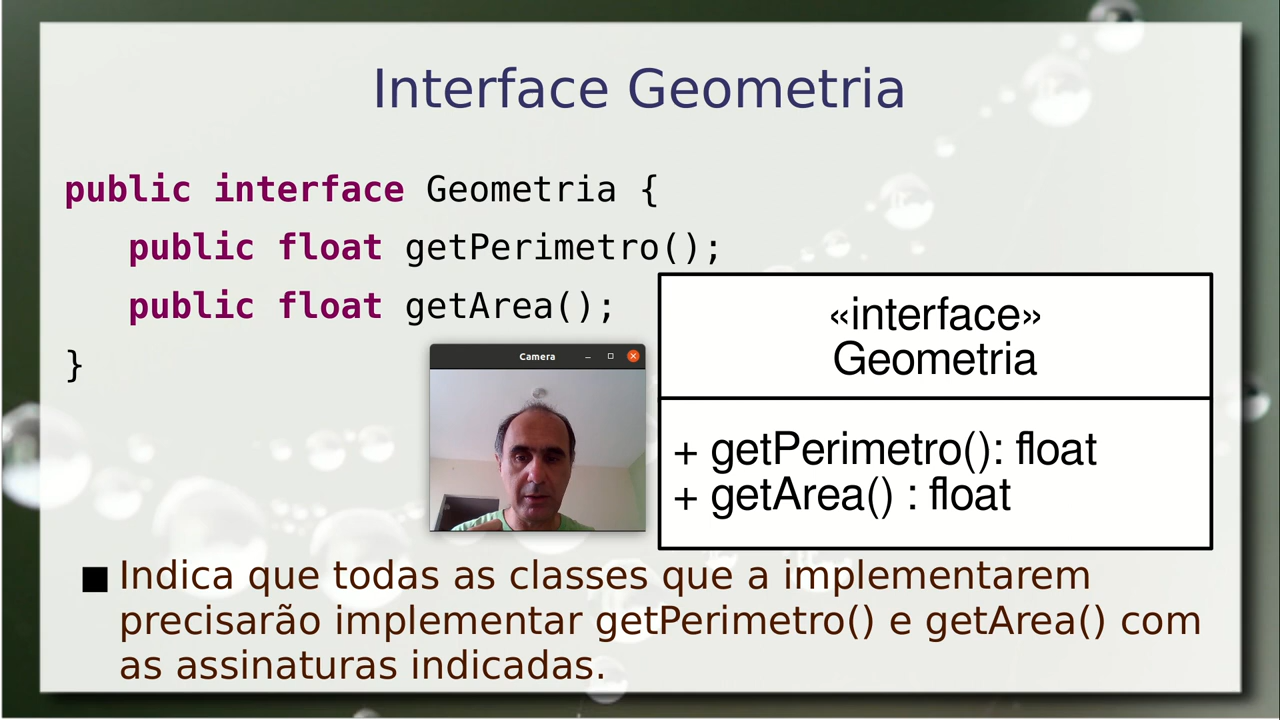 Interface Geometria
public interface Geometria {
public float getPerimetro();
public float getArea();
}
Camera
«interface»
Geometria
+ getPerimetro(): float
+ getArea() : float
Indica que todas as classes que a implementarem
precisarão implementar getPerimetro() e getArea() com
as assinaturas indicadas.